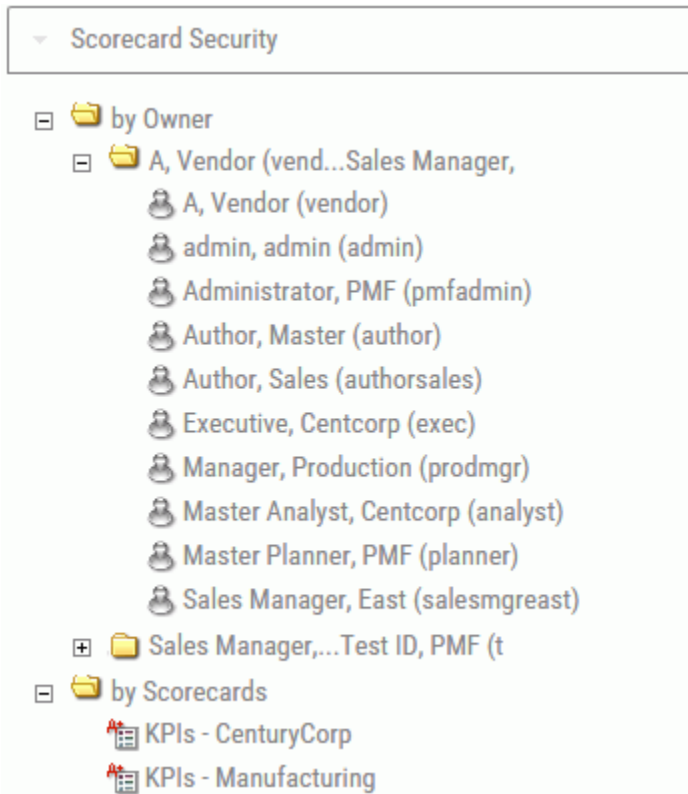 Scorecard Security
by Owner
A, Vendor (vend...Sales Manager,
A, Vendor (vendor)
admin, admin (admin)
Administrator, PMF (pmfadmin)
Author, Master (author)
Author, Sales (authorsales)
Executive, Centcorp (exec)
Manager, Production (prodmgr)
Master Analyst, Centcorp (analyst)
Master Planner, PMF (planner)
Sales Manager, East (salesmgreast)
Sales Manager,...Test ID, PMF (t
by Scorecards
KPIs - CenturyCorp
KPIs - Manufacturing